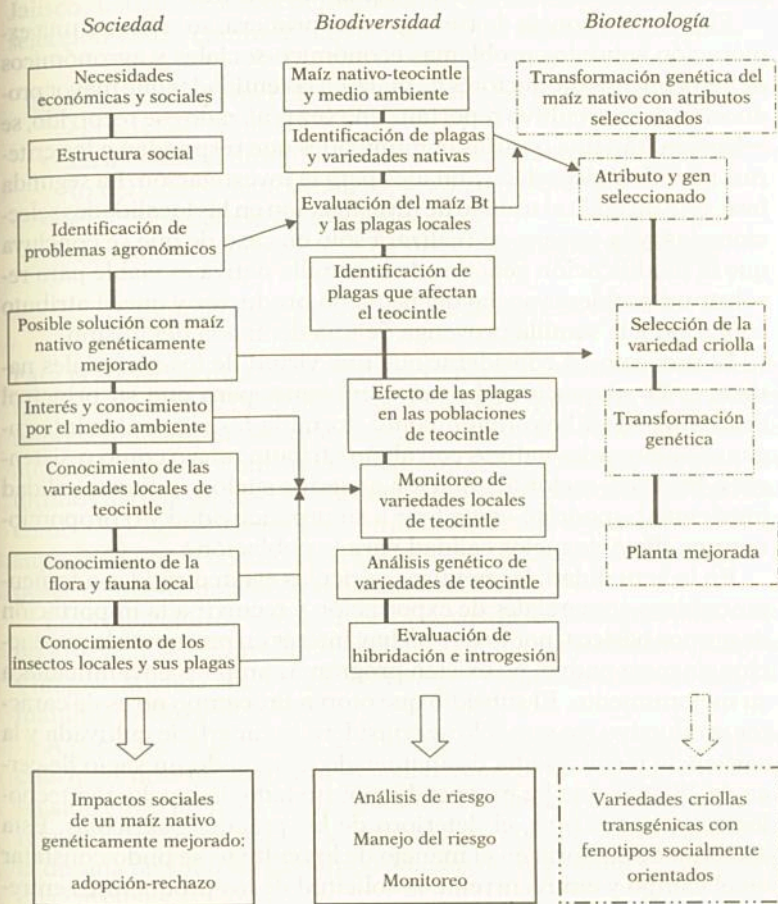 Sociedad
Biodiversidad
Biotecnología
Necesidades
económicas y sociales
Estructura social
Identificación de
problemas agronómicos
Posible solución con maíz
nativo genéticamente
mejorado
Interés y conocimiento
por el medio ambiente
Conocimiento de las
variedades locales de
teocintle
Conocimiento de la
flora y fauna local
Conocimiento de los
insectos locales y sus plagas
Impactos sociales
de un maíz nativo
genéticamente mejorado:
adopción-rechazo
Maíz nativo-teocintle
y medio ambiente
Identificación de plagas
y variedades nativas
Evaluación del maíz Bt
y las plagas locales
Identificación de
plagas que afectan
el teocintle
Efecto de las plagas
en las poblaciones
de teocintle
Monitoreo de
variedades locales
de teocintle
Análisis genético de
variedades de teocintle
Evaluación de
hibridación e introgesión
Análisis de riesgo
Manejo del riesgo
Monitoreo
Transformación genética del
maíz nativo con atributos
seleccionados
Atributo y gen
seleccionado
Selección de la
variedad criolla
Transformación
genética
Planta mejorada
Variedades criollas
transgénicas con
fenotipos socialmente
orientados